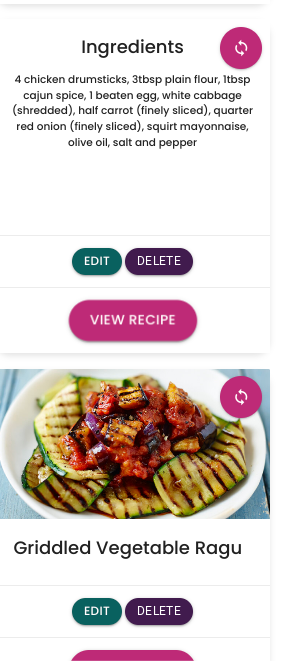 Ingredients
4 chicken drumsticks, 3tbsp plain flour, 1tbsp
cajun spice, 1 beaten egg, white cabbage
(shredded), half carrot (finely sliced), quarter
red onion (finely sliced), squirt mayonnaise,
olive oil, salt and pepper
EDIT
DELETE
VIEW RECIPE
Griddled Vegetable Ragu
EDIT
DELETE